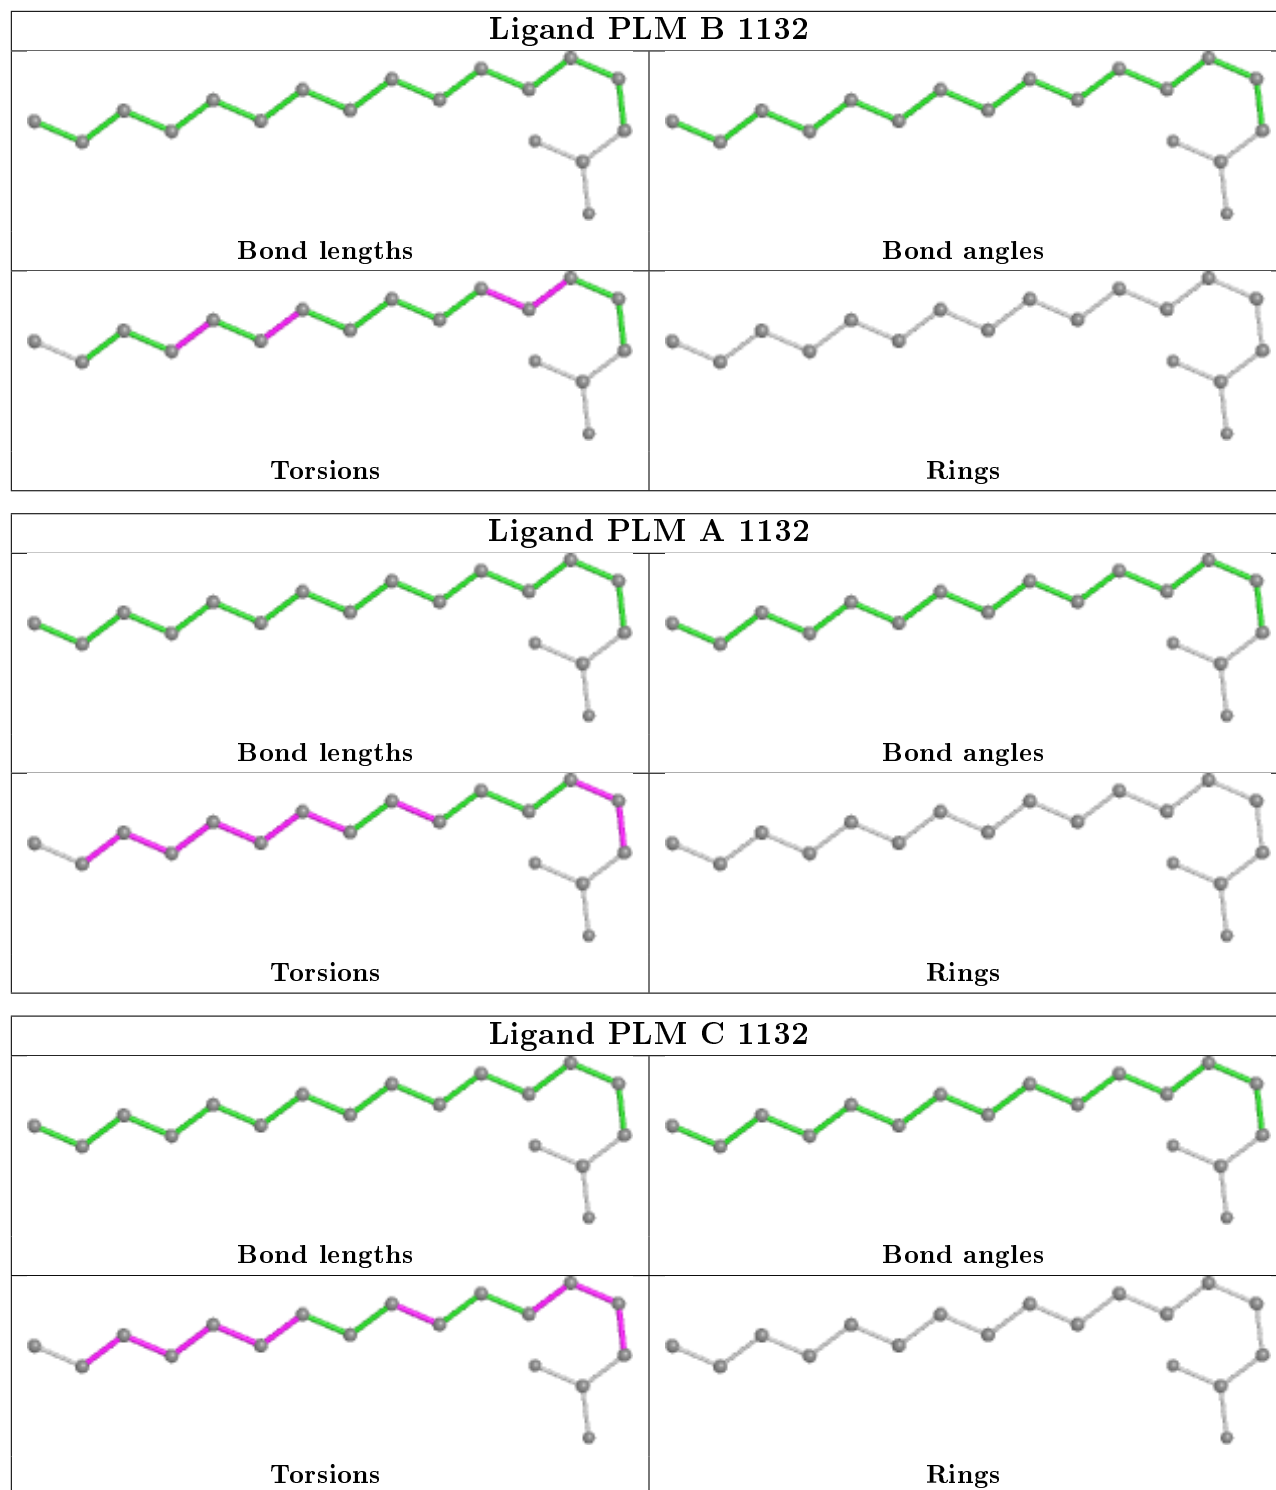 Ligand PLM B 1132
Bond lengths
Bond angles
Torsions
Rings
Ligand PLM A 1132
Bond lengths
Bond angles
Torsions
Rings
Ligand PLM C 1132
Bond lengths
Bond angles
Torsions
Rings